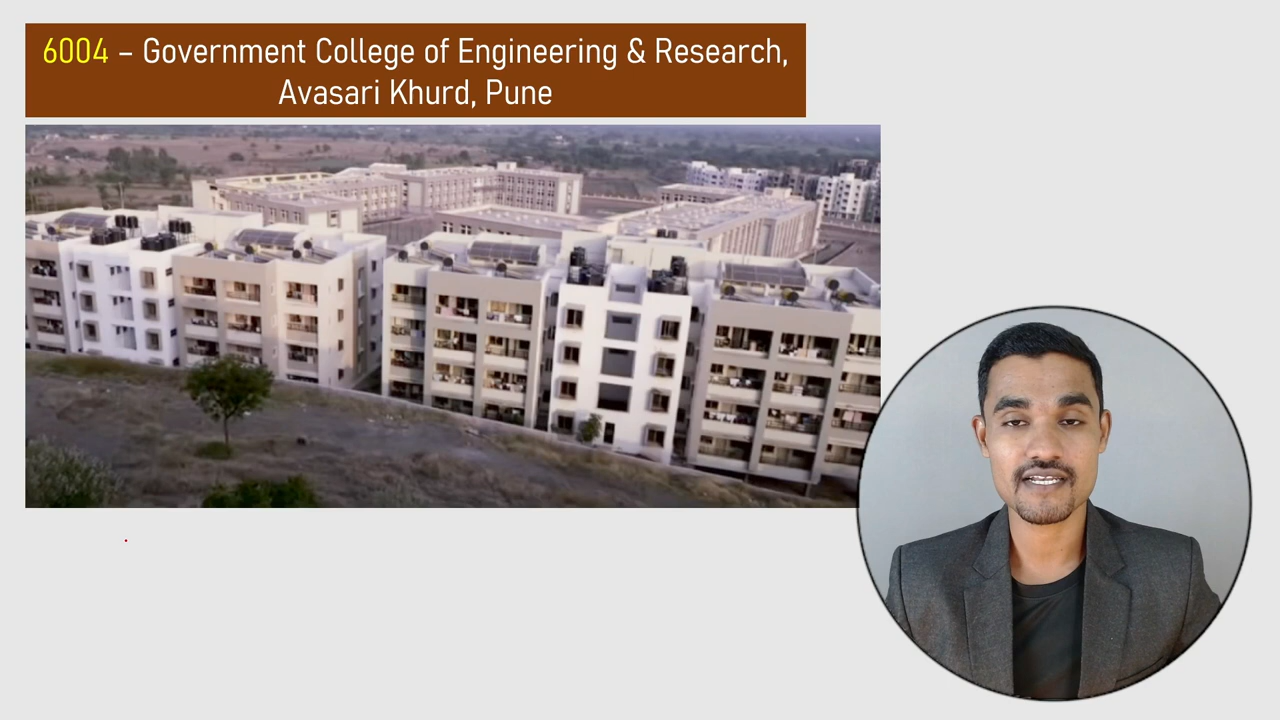 6004 – Government College of Engineering & Research,
Avasari Khurd, Pune